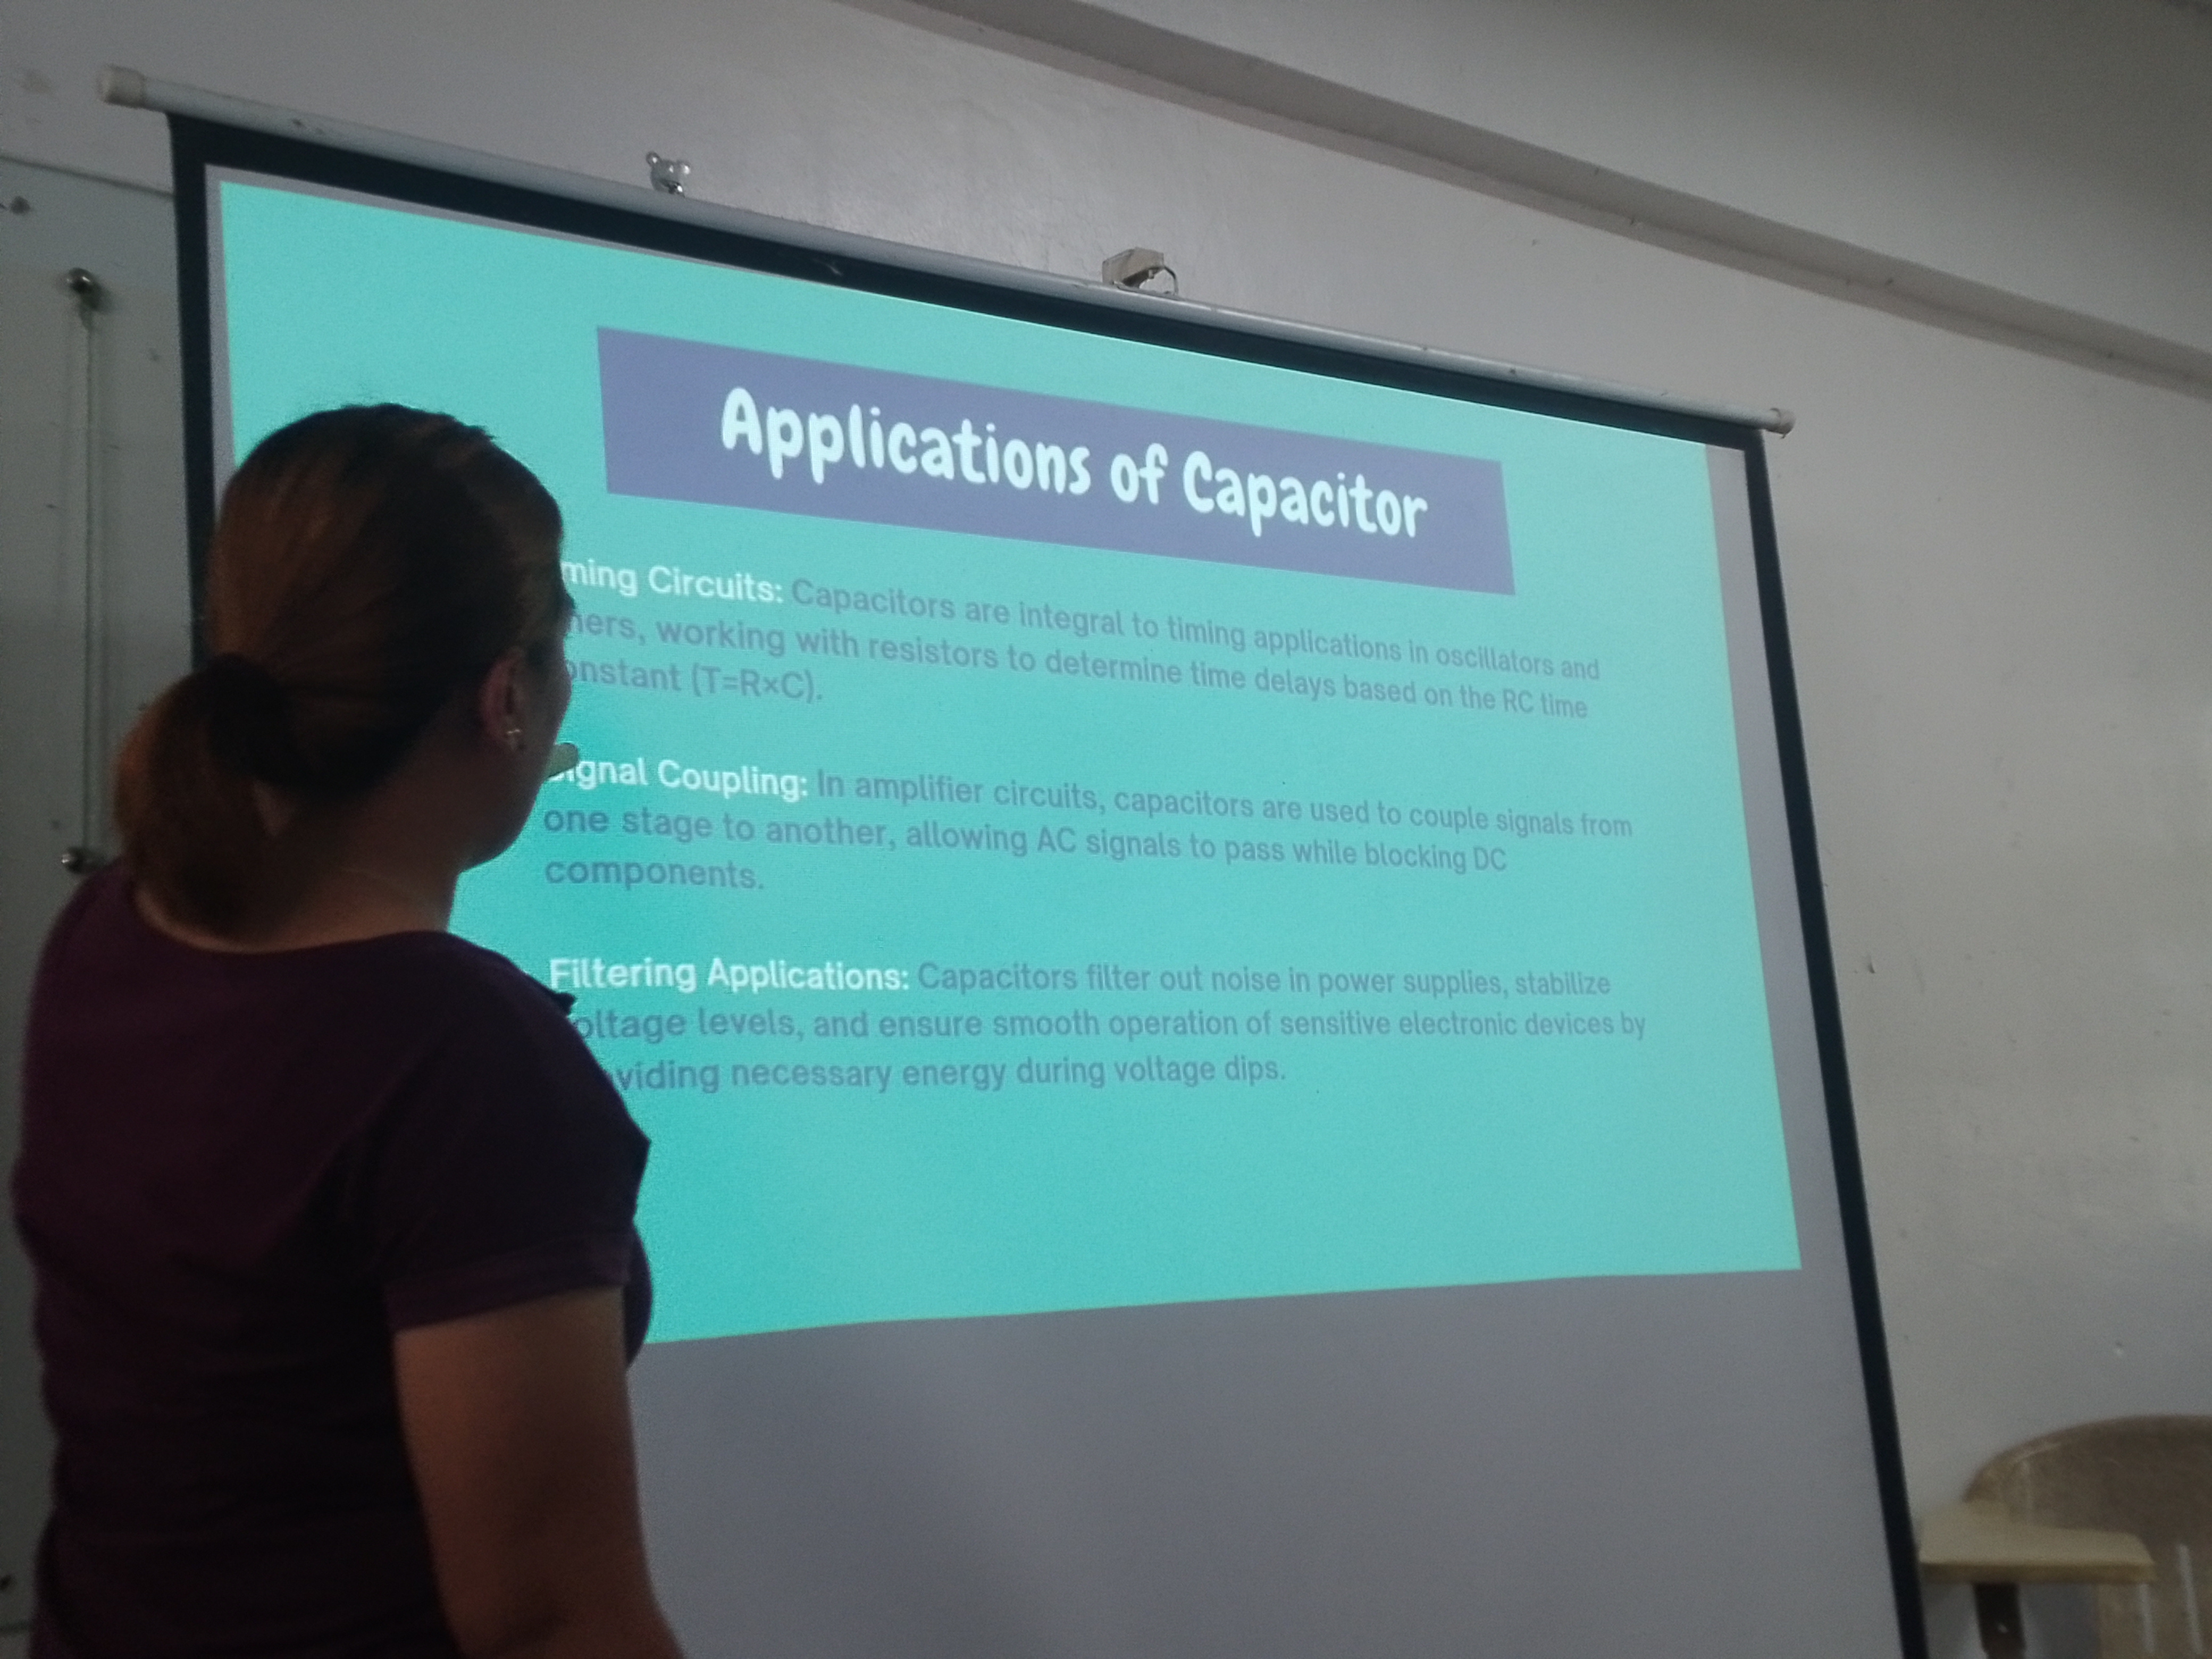 Applications of Capacitor
Circuits: Capacitors are integral to timing applications in oscillators and
working with resistors to determine time delays based on the RC time
(T=R×C).
Signal Coupling: In amplifier circuits, capacitors are used to couple signals from
one stage to another, allowing AC signals to pass while blocking DC
components.
Filtering Applications: Capacitors filter out noise in power supplies, stabilize
voltage levels, and ensure smooth operation of sensitive electronic devices by
necessary energy during voltage dips.